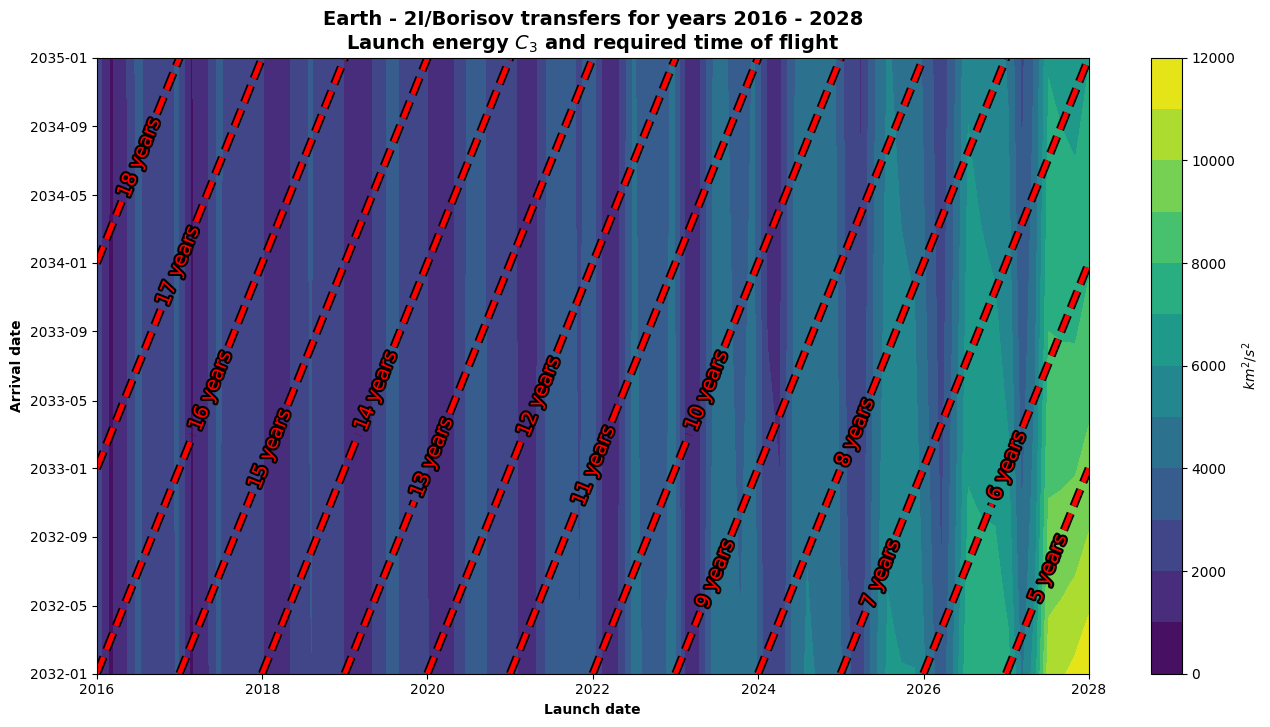 Earth - 2I/Borisov transfers for years 2016 - 2028
Launch energy C3 and required time of flight
Arrival date
2035-01
2034-09
2034-05
2034-01
2033-09
2033-05
2033-01
2032-09
2032-05
2032-01
18 years
17 years
16 years
15 years
14 years
13 years
12 years
11 years
10 years
9 years
8 years
7 years
6 years
5 years
2016
2018
2020
2022
2024
2026
2028
Launch date
12000
10000
8000
6000
4000
2000
0
km²/s²